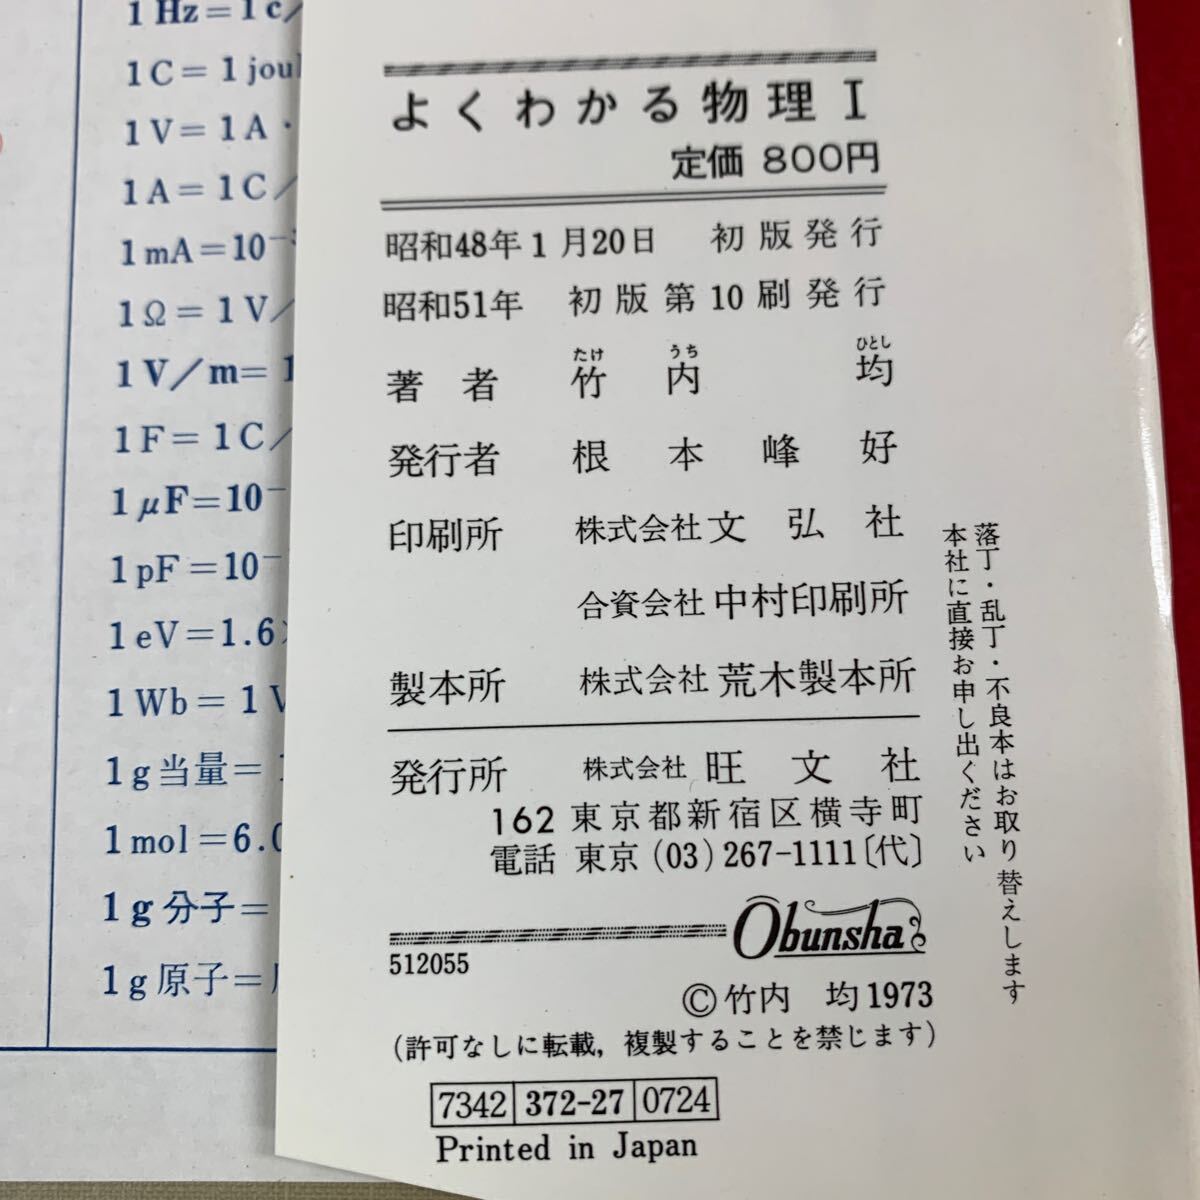 1 Hz=1 c/
1 C=1 joul
1 V=1 A・
1 A=1 C/
1 mA=10⁻³
1 Ω=1 V/
1 V/m=1
1 F=1 C/
1 μF=10⁻
1 pF=10⁻
1 eV=1.6×
1 Wb=1 V
1 g当量=1
1 mol=6.0
1 g分子=
1 g原子=
よくわかる物理 I
定価 800円
昭和48年1月20日 初版発行
昭和51年 初版第10刷発行
たけ うち ひとし
著者 竹内 均
発行者 根本峰好
印刷所 株式会社 文弘社
合資会社 中村印刷所
製本所 株式会社 荒木製本所
発行所 株式会社 旺文社
162 東京都新宿区横寺町
電話 東京 (03) 267-1111〔代〕
Obunsha
512055
©竹内 均1973
(許可なしに転載, 複製することを禁じます)
7342 372-27 0724
Printed in Japan
落丁・乱丁・不良本はお取り替えします
本社に直接お申し出ください